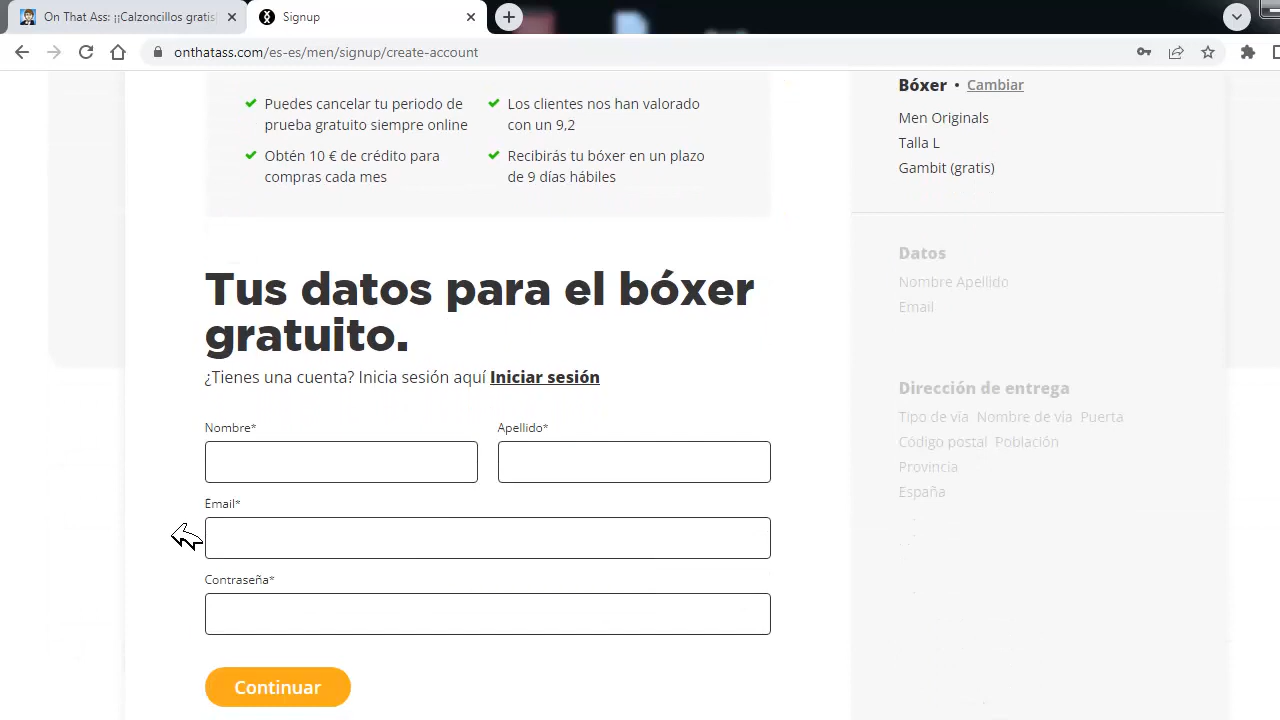 On That Ass: ¡¡Calzoncillos gratis
Signup
onthatass.com/es-es/men/signup/create-account
Puedes cancelar tu periodo de
prueba gratuito siempre online
Obtén 10 € de crédito para
compras cada mes
Los clientes nos han valorado
con un 9,2
Recibirás tu bóxer en un plazo
de 9 días hábiles
Tus datos para el bóxer
gratuito.
¿Tienes una cuenta? Inicia sesión aquí Iniciar sesión
Nombre*
Apellido*
Email*
Contraseña*
Continuar
Bóxer • Cambiar
Men Originals
Talla L
Gambit (gratis)
Datos
Nombre Apellido
Email
Dirección de entrega
Tipo de vía Nombre de vía Puerta
Código postal Población
Provincia
España